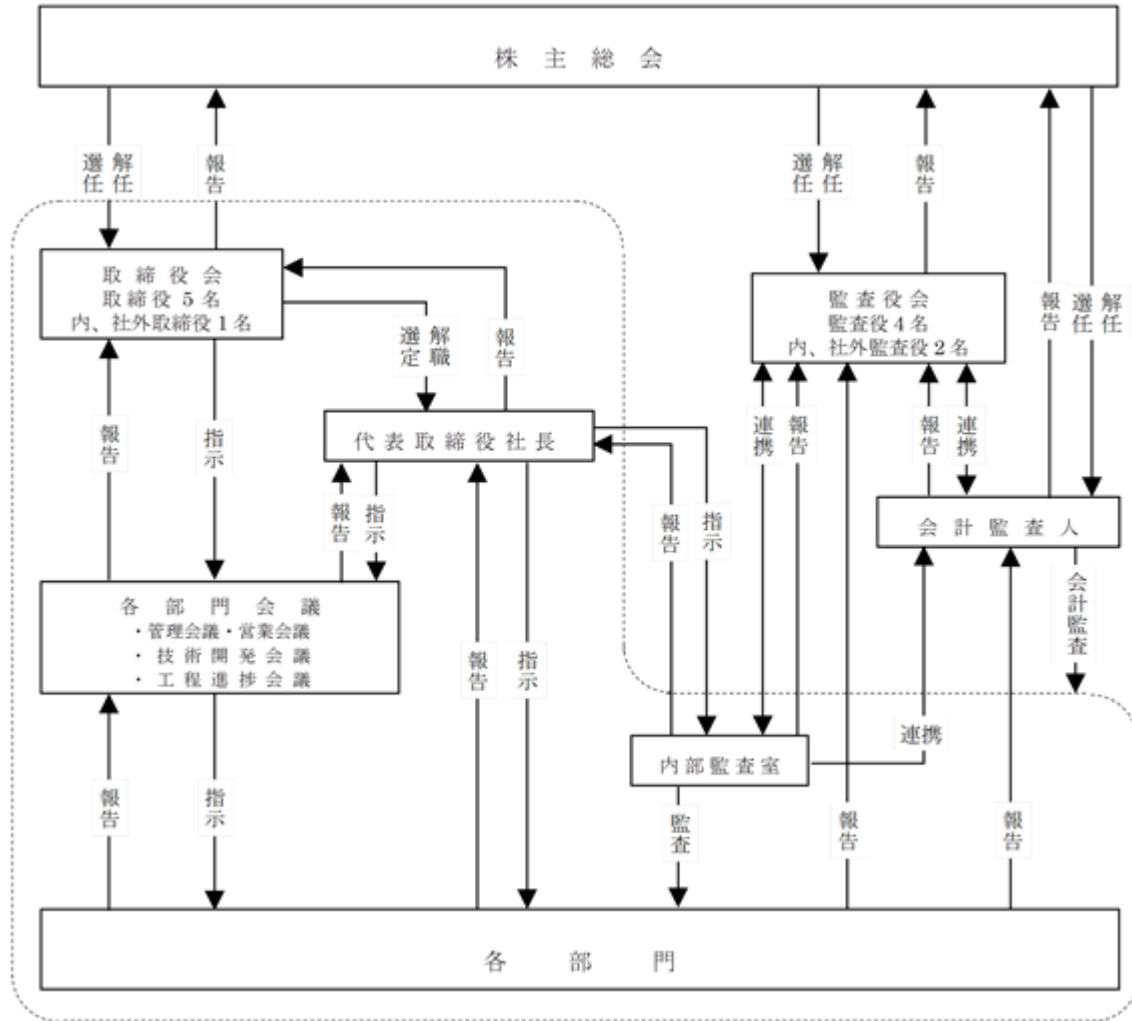 株主総会
選任
解任
報告
選任
解任
報告
報告
選任
解任
取締役会
取締役5名
内、社外取締役1名
選定
解職
報告
監査役会
監査役4名
内、社外監査役2名
報告
指示
代表取締役社長
連携
報告
報告
連携
報告
指示
報告
指示
会計監査人
各部門会議
・管理会議・営業会議
・技術開発会議
・工程進捗会議
会計監査
報告
指示
内部監査室
連携
報告
指示
監査
報告
報告
各部門